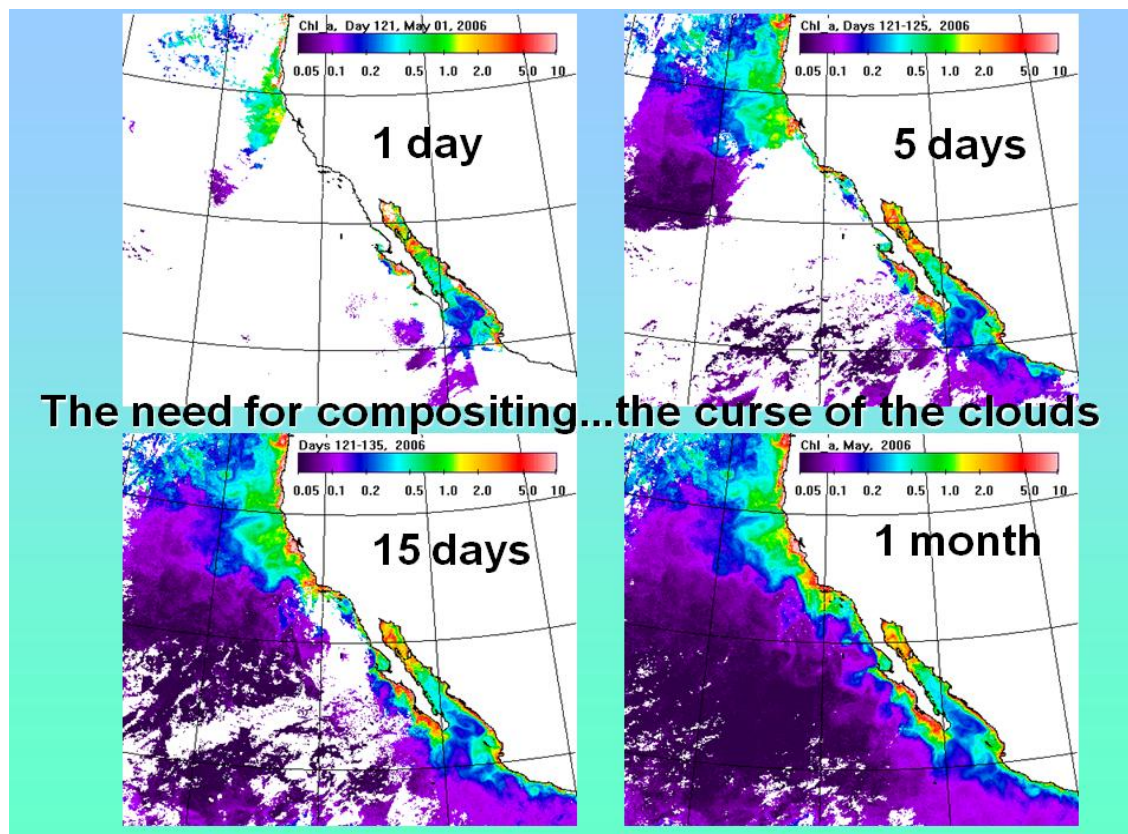 Chl_a, Day 121, May 01, 2006
0.05 0.1 0.2 0.5 1.0 2.0 5.0 10
1 day
Chl_a, Days 121-125, 2006
0.05 0.1 0.2 0.5 1.0 2.0 5.0 10
5 days
The need for compositing...the curse of the clouds
Days 121-135, 2006
0.05 0.1 0.2 0.5 1.0 2.0 5.0 10
15 days
Chl_a, May, 2006
0.05 0.1 0.2 0.5 1.0 2.0 5.0 10
1 month